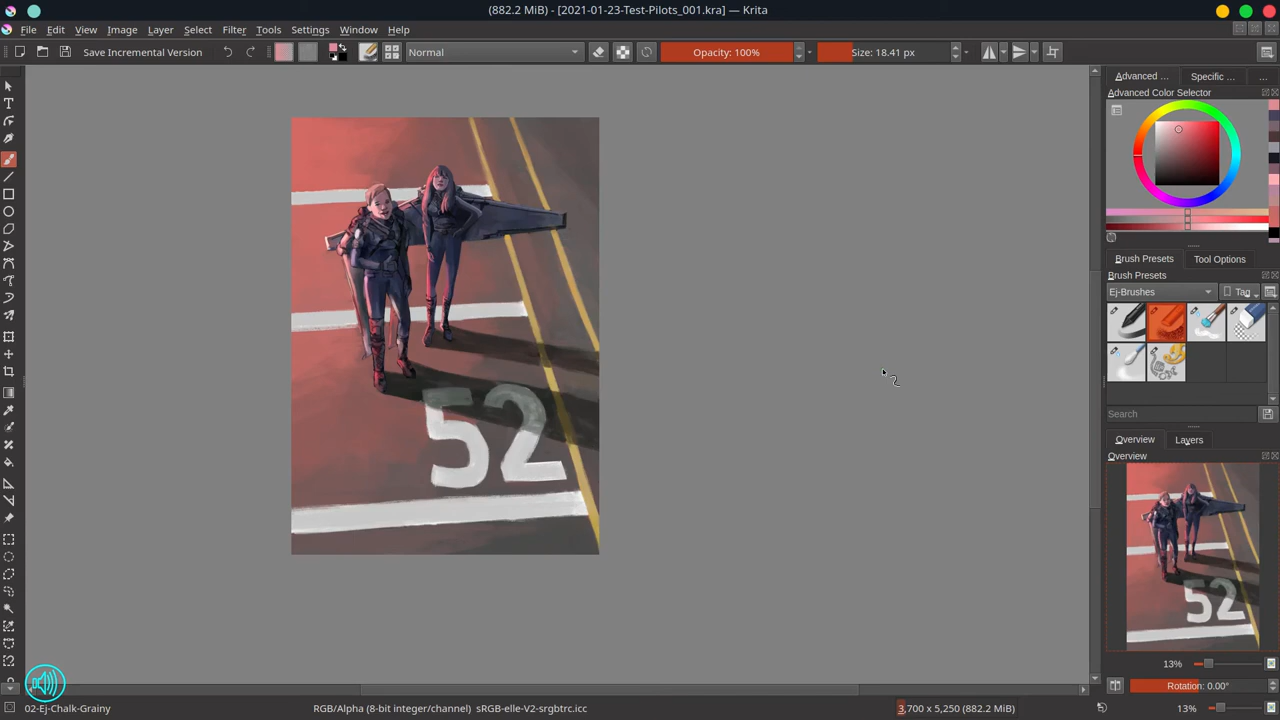 (882.2 MiB) - [2021-01-23-Test-Pilots_001.kra] — Krita
File Edit View Image Layer Select Filter Tools Settings Window Help
Save Incremental Version Normal Opacity: 100% Size: 18.41 px
Advanced ... Specific ... ...
Advanced Color Selector
Brush Presets Tool Options
Brush Presets
Ej-Brushes Tag
Search
Overview Layers
Overview
52
52
13%
Rotation: 0.00°
02-Ej-Chalk-Grainy RGB/Alpha (8-bit integer/channel) sRGB-elle-V2-srgbtrc.icc 3,700 x 5,250 (882.2 MiB) 13%